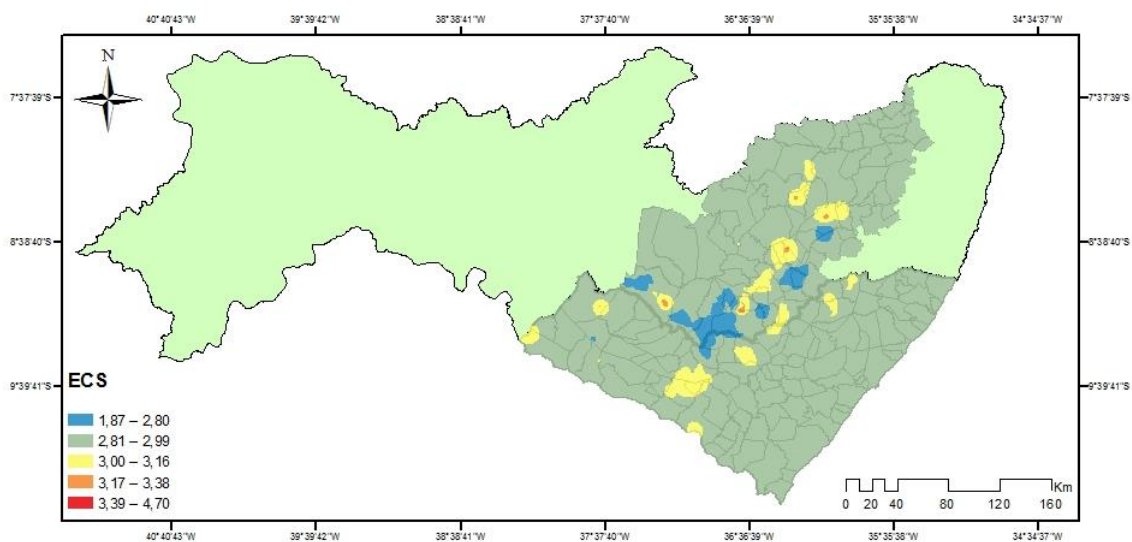 40°40'43"W 39°39'42"W 38°38'41"W 37°37'40"W 36°36'39"W 35°35'38"W 34°34'37"W
N
7°37'39"S 7°37'39"S
8°38'40"S 8°38'40"S
9°39'41"S 9°39'41"S
ECS
1,87 – 2,80
2,81 – 2,99
3,00 – 3,16
3,17 – 3,38
3,39 – 4,70
Km
0 20 40 80 120 160
40°40'43"W 39°39'42"W 38°38'41"W 37°37'40"W 36°36'39"W 35°35'38"W 34°34'37"W